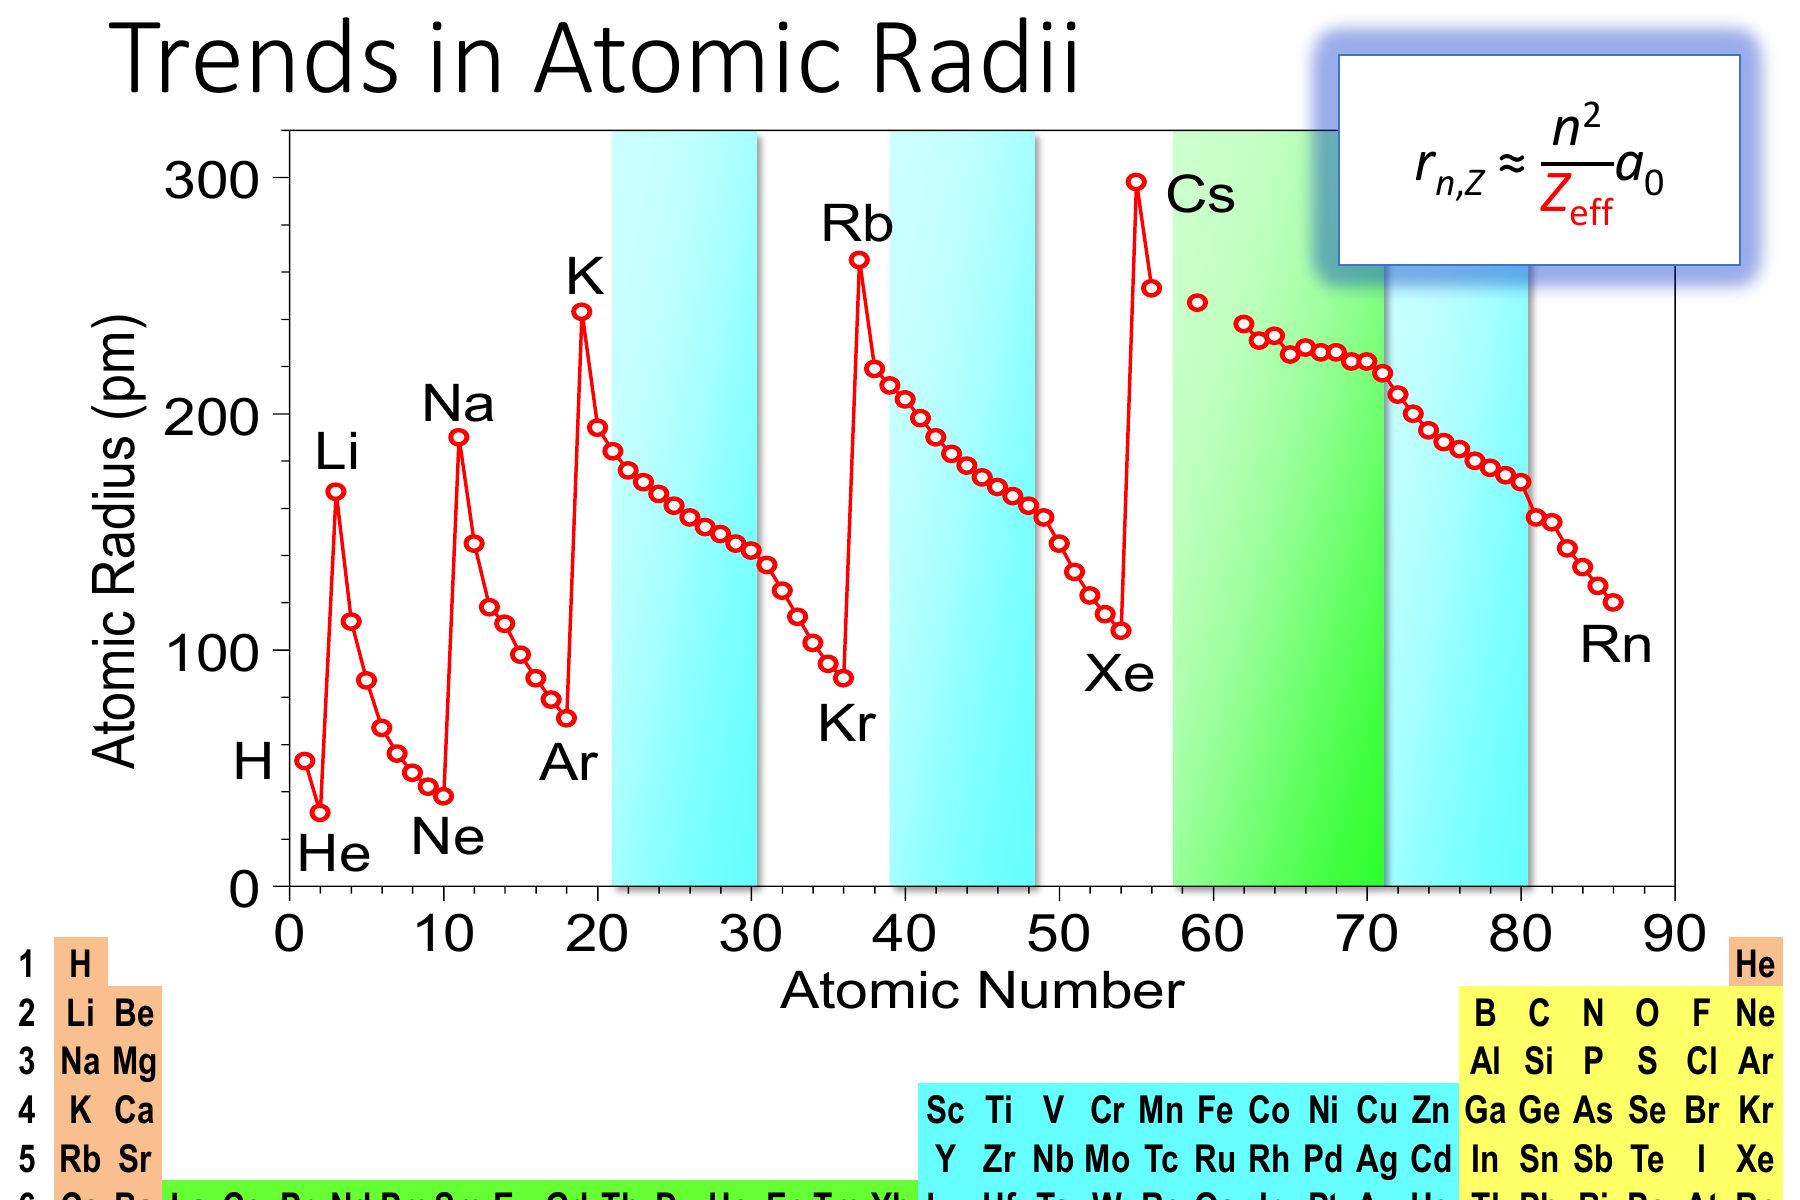 Trends in Atomic Radii
r n,Z ≈ n² / Zeff a₀
Atomic Radius (pm)
300
200
100
0
H
He
Li
Ne
Na
Ar
K
Kr
Rb
Xe
Cs
Rn
0 10 20 30 40 50 60 70 80 90
Atomic Number
1 H He
2 Li Be B C N O F Ne
3 Na Mg Al Si P S Cl Ar
4 K Ca Sc Ti V Cr Mn Fe Co Ni Cu Zn Ga Ge As Se Br Kr
5 Rb Sr Y Zr Nb Mo Tc Ru Rh Pd Ag Cd In Sn Sb Te I Xe